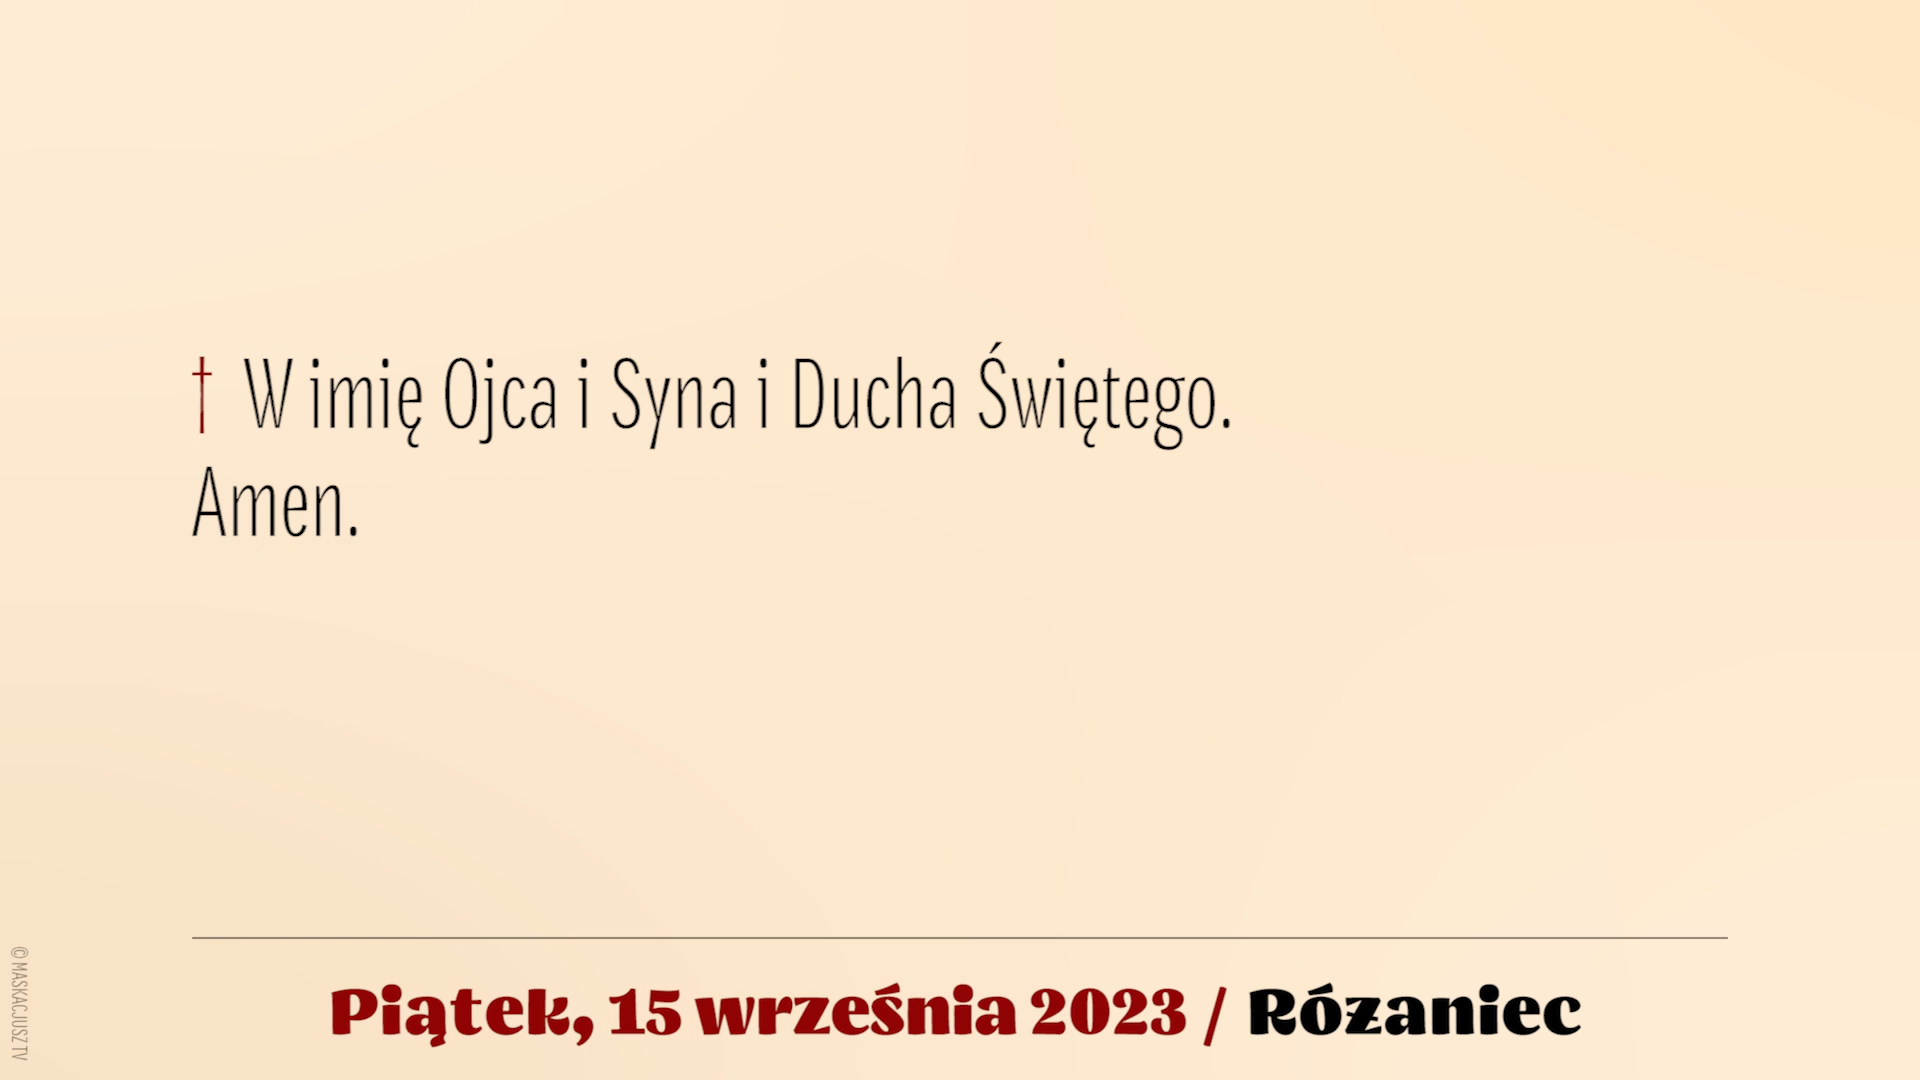 † W imię Ojca i Syna i Ducha Świętego.
Amen.
Piątek, 15 września 2023 / Różaniec
© MASKACJUSZ TV